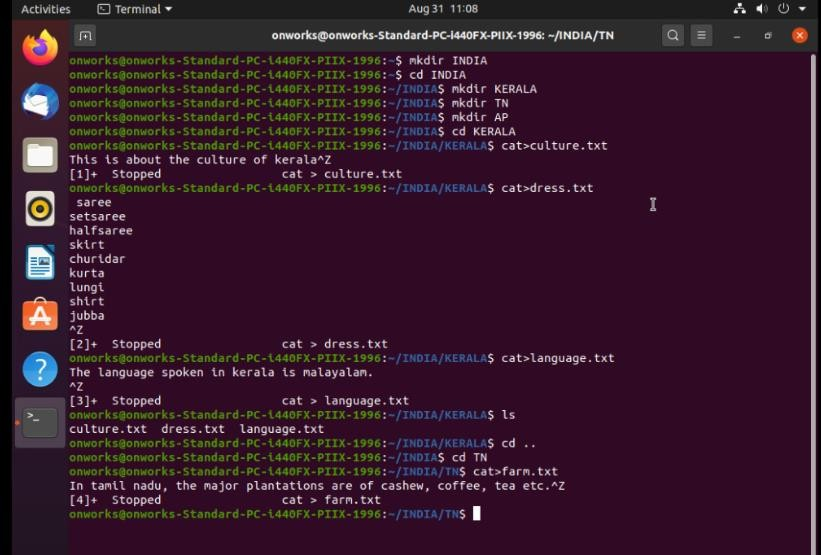 Activities Terminal Aug 31 11:08
onworks@onworks-Standard-PC-i440FX-PIIX-1996: ~/INDIA/TN
onworks@onworks-Standard-PC-i440FX-PIIX-1996:~$ mkdir INDIA
onworks@onworks-Standard-PC-i440FX-PIIX-1996:~$ cd INDIA
onworks@onworks-Standard-PC-i440FX-PIIX-1996:~/INDIA$ mkdir KERALA
onworks@onworks-Standard-PC-i440FX-PIIX-1996:~/INDIA$ mkdir TN
onworks@onworks-Standard-PC-i440FX-PIIX-1996:~/INDIA$ mkdir AP
onworks@onworks-Standard-PC-i440FX-PIIX-1996:~/INDIA$ cd KERALA
onworks@onworks-Standard-PC-i440FX-PIIX-1996:~/INDIA/KERALA$ cat>culture.txt
This is about the culture of kerala^Z
[1]+  Stopped                 cat > culture.txt
onworks@onworks-Standard-PC-i440FX-PIIX-1996:~/INDIA/KERALA$ cat>dress.txt
 saree
setsaree
halfsaree
skirt
churidar
kurta
lungi
shirt
jubba
^Z
[2]+  Stopped                 cat > dress.txt
onworks@onworks-Standard-PC-i440FX-PIIX-1996:~/INDIA/KERALA$ cat>language.txt
The language spoken in kerala is malayalam.
^Z
[3]+  Stopped                 cat > language.txt
onworks@onworks-Standard-PC-i440FX-PIIX-1996:~/INDIA/KERALA$ ls
culture.txt  dress.txt  language.txt
onworks@onworks-Standard-PC-i440FX-PIIX-1996:~/INDIA/KERALA$ cd ..
onworks@onworks-Standard-PC-i440FX-PIIX-1996:~/INDIA$ cd TN
onworks@onworks-Standard-PC-i440FX-PIIX-1996:~/INDIA/TN$ cat>farm.txt
In tamil nadu, the major plantations are of cashew, coffee, tea etc.^Z
[4]+  Stopped                 cat > farm.txt
onworks@onworks-Standard-PC-i440FX-PIIX-1996:~/INDIA/TN$